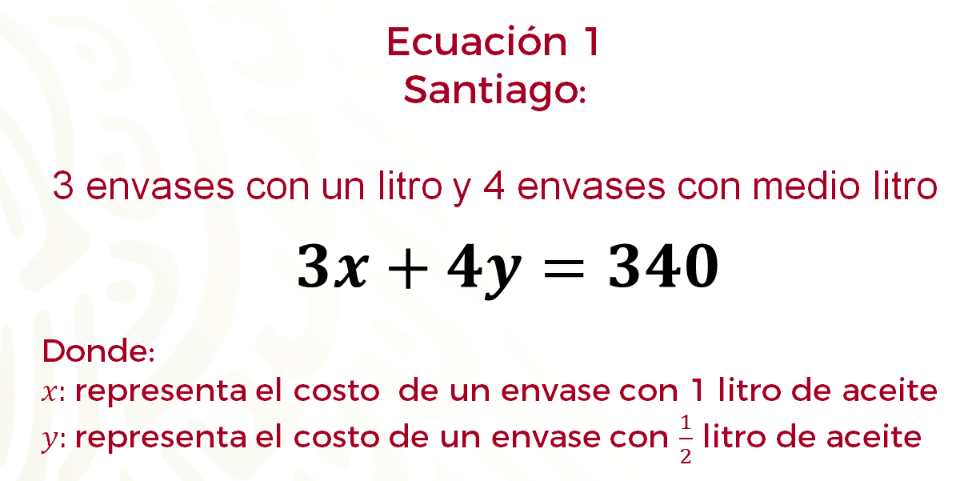 Ecuación 1
Santiago:
3 envases con un litro y 4 envases con medio litro
3x + 4y = 340
Donde:
x: representa el costo de un envase con 1 litro de aceite
y: representa el costo de un envase con 1/2 litro de aceite